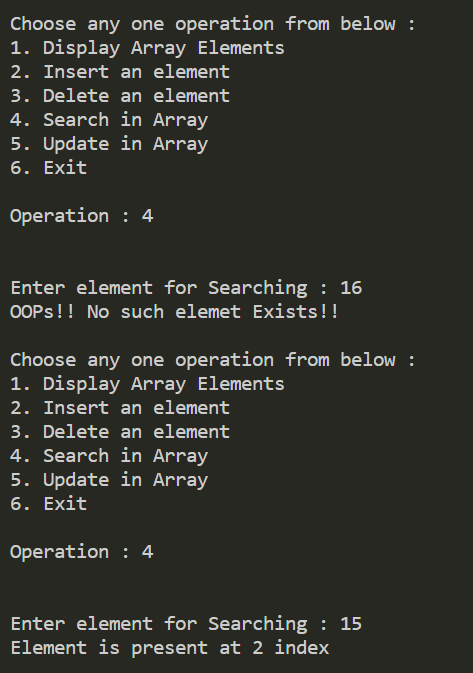 Choose any one operation from below :
1. Display Array Elements
2. Insert an element
3. Delete an element
4. Search in Array
5. Update in Array
6. Exit
Operation : 4
Enter element for Searching : 16
OOPs!! No such elemet Exists!!
Choose any one operation from below :
1. Display Array Elements
2. Insert an element
3. Delete an element
4. Search in Array
5. Update in Array
6. Exit
Operation : 4
Enter element for Searching : 15
Element is present at 2 index